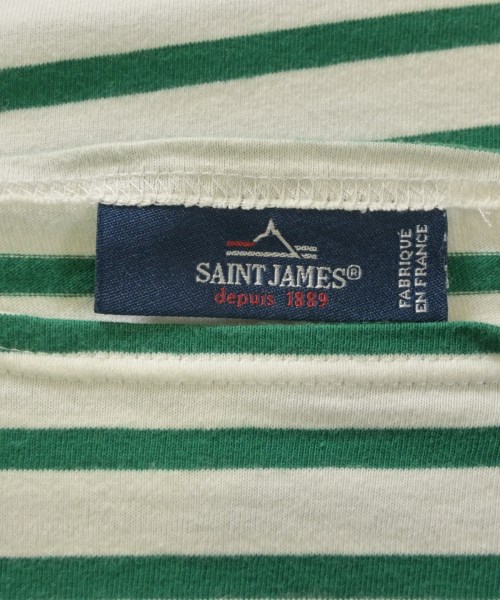 SAINT JAMES®
depuis 1889
FABRIQUÉ
EN FRANCE